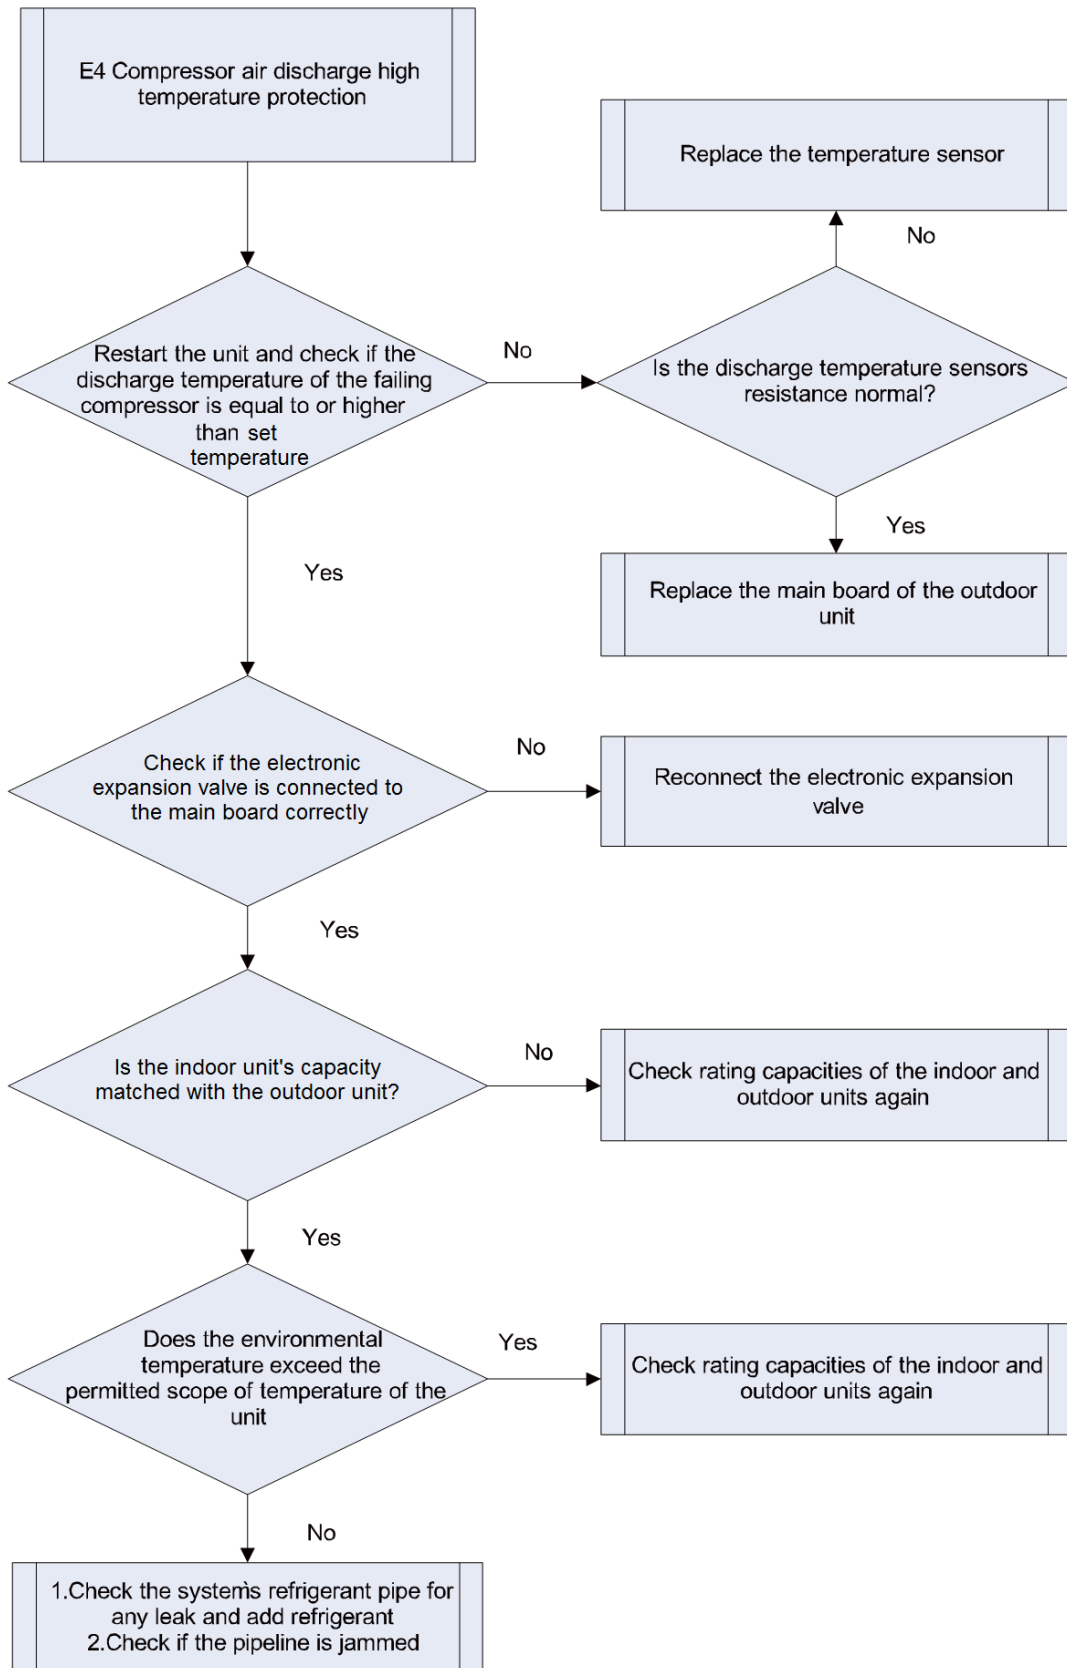 E4 Compressor air discharge high
temperature protection
Replace the temperature sensor
No
Restart the unit and check if the
discharge temperature of the failing
compressor is equal to or higher
than set
temperature
No
Is the discharge temperature sensors
resistance normal?
Yes
Yes
Replace the main board of the outdoor
unit
Check if the electronic
expansion valve is connected to
the main board correctly
No
Reconnect the electronic expansion
valve
Yes
Is the indoor unit's capacity
matched with the outdoor unit?
No
Check rating capacities of the indoor and
outdoor units again
Yes
Does the environmental
temperature exceed the
permitted scope of temperature of the
unit
Yes
Check rating capacities of the indoor and
outdoor units again
No
1.Check the system's refrigerant pipe for
any leak and add refrigerant
2.Check if the pipeline is jammed